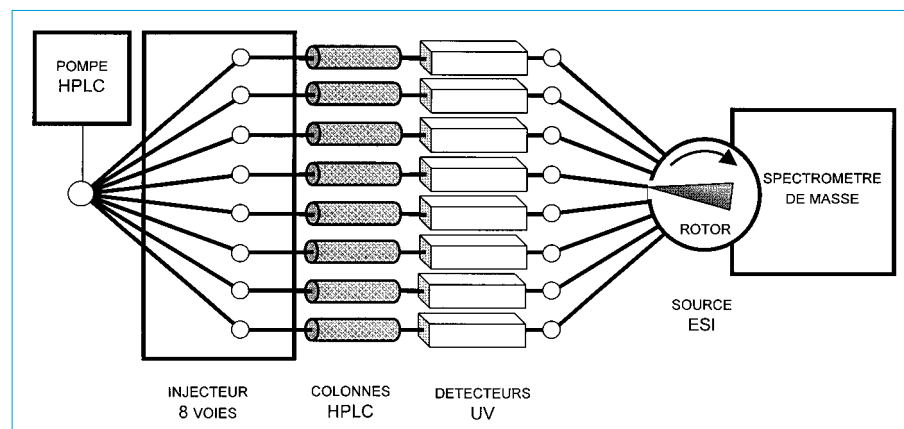 POMPE
HPLC
SPECTROMETRE
DE MASSE
ROTOR
SOURCE
ESI
INJECTEUR
8 VOIES
COLONNES
HPLC
DETECTEURS
UV